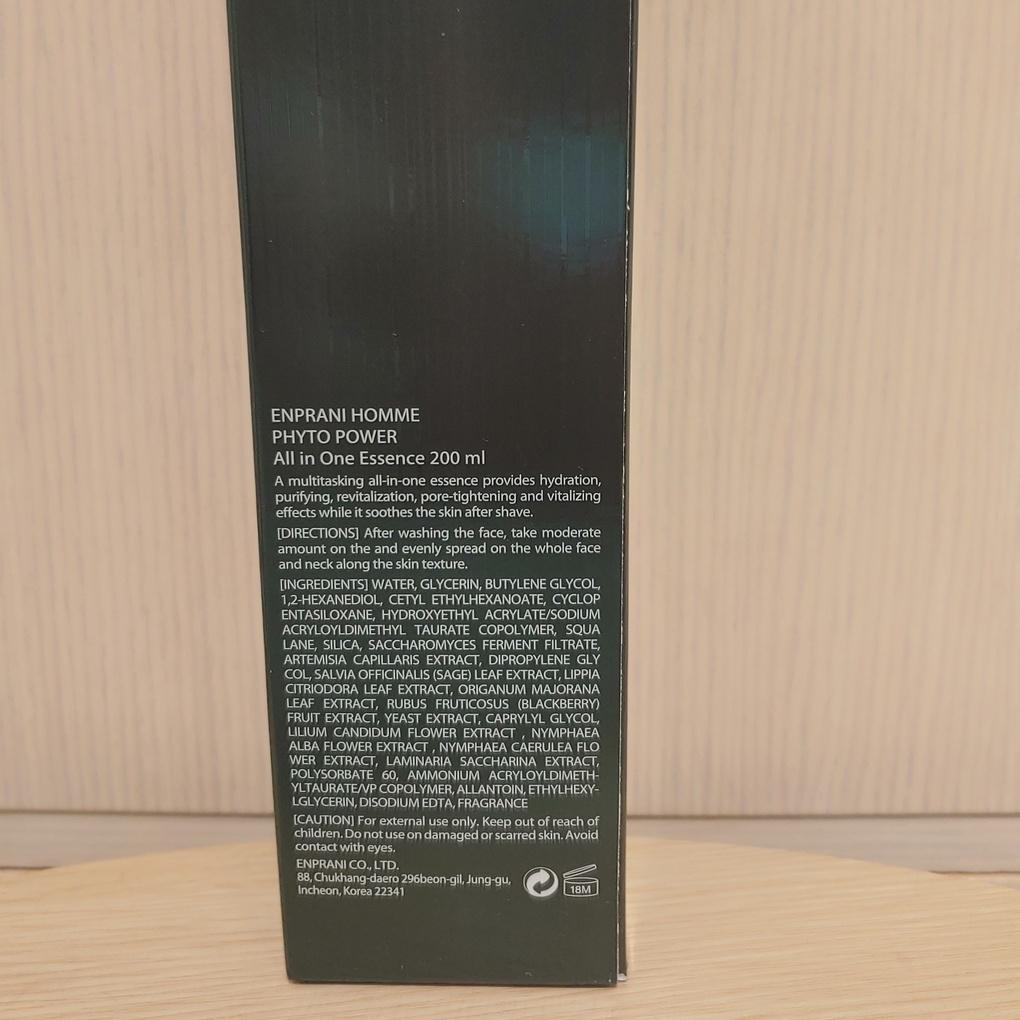 ENPRANI HOMME
PHYTO POWER
All in One Essence 200 ml
A multitasking all-in-one essence provides hydration,
purifying, revitalization, pore-tightening and vitalizing
effects while it soothes the skin after shave.
[DIRECTIONS] After washing the face, take moderate
amount on the and evenly spread on the whole face
and neck along the skin texture.
[INGREDIENTS] WATER, GLYCERIN, BUTYLENE GLYCOL,
1,2-HEXANEDIOL, CETYL ETHYLHEXANOATE, CYCLOP
ENTASILOXANE, HYDROXYETHYL ACRYLATE/SODIUM
ACRYLOYLDIMETHYL TAURATE COPOLYMER, SQUA
LANE, SILICA, SACCHAROMYCES FERMENT FILTRATE,
ARTEMISIA CAPILLARIS EXTRACT, DIPROPYLENE GLY
COL, SALVIA OFFICINALIS (SAGE) LEAF EXTRACT, LIPPIA
CITRIODORA LEAF EXTRACT, ORIGANUM MAJORANA
LEAF EXTRACT, RUBUS FRUTICOSUS (BLACKBERRY)
FRUIT EXTRACT, YEAST EXTRACT, CAPRYLYL GLYCOL,
LILIUM CANDIDUM FLOWER EXTRACT , NYMPHAEA
ALBA FLOWER EXTRACT , NYMPHAEA CAERULEA FLO
WER EXTRACT, LAMINARIA SACCHARINA EXTRACT,
POLYSORBATE 60, AMMONIUM ACRYLOYLDIMETH-
YLTAURATE/VP COPOLYMER, ALLANTOIN, ETHYLHEXY-
LGLYCERIN, DISODIUM EDTA, FRAGRANCE
[CAUTION] For external use only. Keep out of reach of
children. Do not use on damaged or scarred skin. Avoid
contact with eyes.
ENPRANI CO., LTD.
88, Chukhang-daero 296beon-gil, Jung-gu,
Incheon, Korea 22341
18M